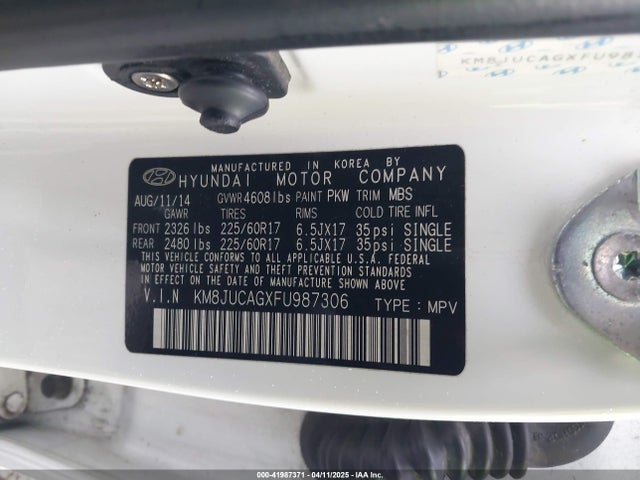 KM8JUCAGXFU987
MANUFACTURED IN KOREA BY
HYUNDAI MOTOR COMPANY
AUG/11/14 GVWR 4608lbs PAINT PKW TRIM MBS
GAWR TIRES RIMS COLD TIRE INFL
FRONT 2326 lbs 225/60R17 6.5JX17 35psi SINGLE
REAR 2480 lbs 225/60R17 6.5JX17 35psi SINGLE
THIS VEHICLE CONFORMS TO ALL APPLICABLE U.S.A. FEDERAL
MOTOR VEHICLE SAFETY, BUMPER, AND THEFT PREVENTION STANDARDS
IN EFFECT ON THE DATE OF MANUFACTURE SHOWN ABOVE.
V.I.N KM8JUCAGXFU987306 TYPE : MPV
000-41987371 - 04/11/2025 - IAA Inc.